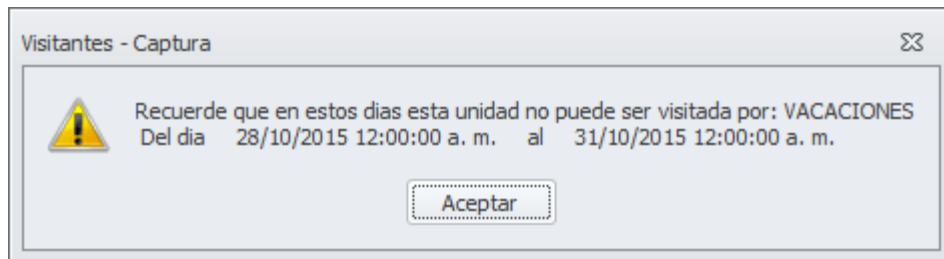 Visitantes - Captura
Recuerde que en estos dias esta unidad no puede ser visitada por: VACACIONES
Del dia 28/10/2015 12:00:00 a. m. al 31/10/2015 12:00:00 a. m.
Aceptar